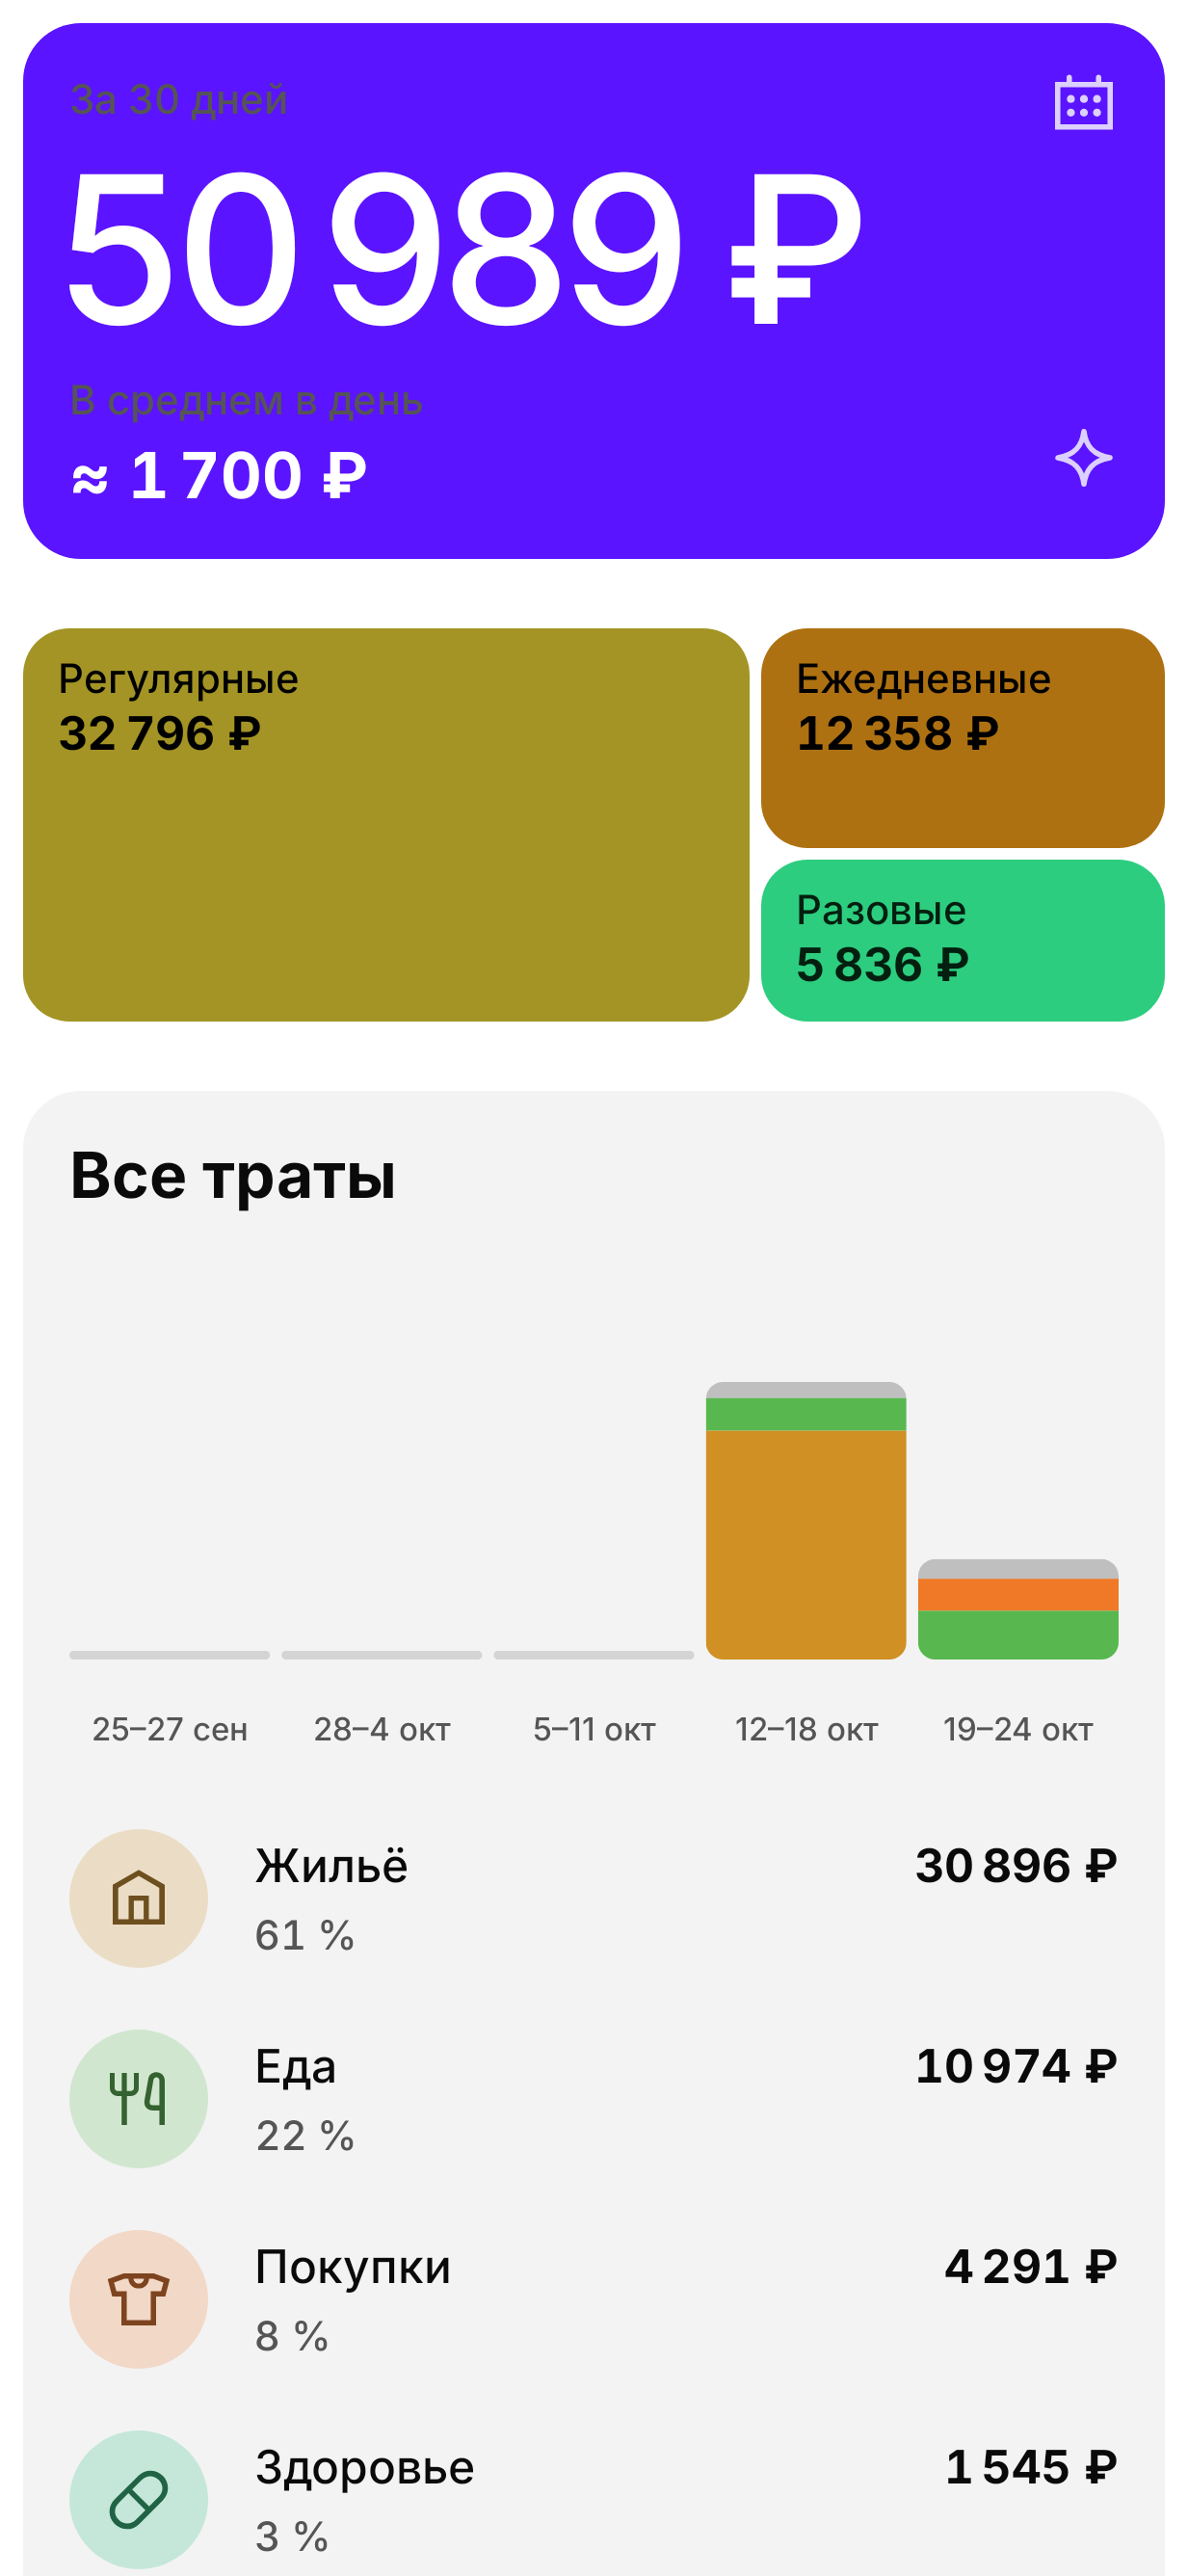 За 30 дней
50 989 ₽
В среднем в день
≈ 1 700 ₽
Регулярные
32 796 ₽
Ежедневные
12 358 ₽
Разовые
5 836 ₽
Все траты
25–27 сен
28–4 окт
5–11 окт
12–18 окт
19–24 окт
Жильё
30 896 ₽
61 %
Еда
10 974 ₽
22 %
Покупки
4 291 ₽
8 %
Здоровье
1 545 ₽
3 %